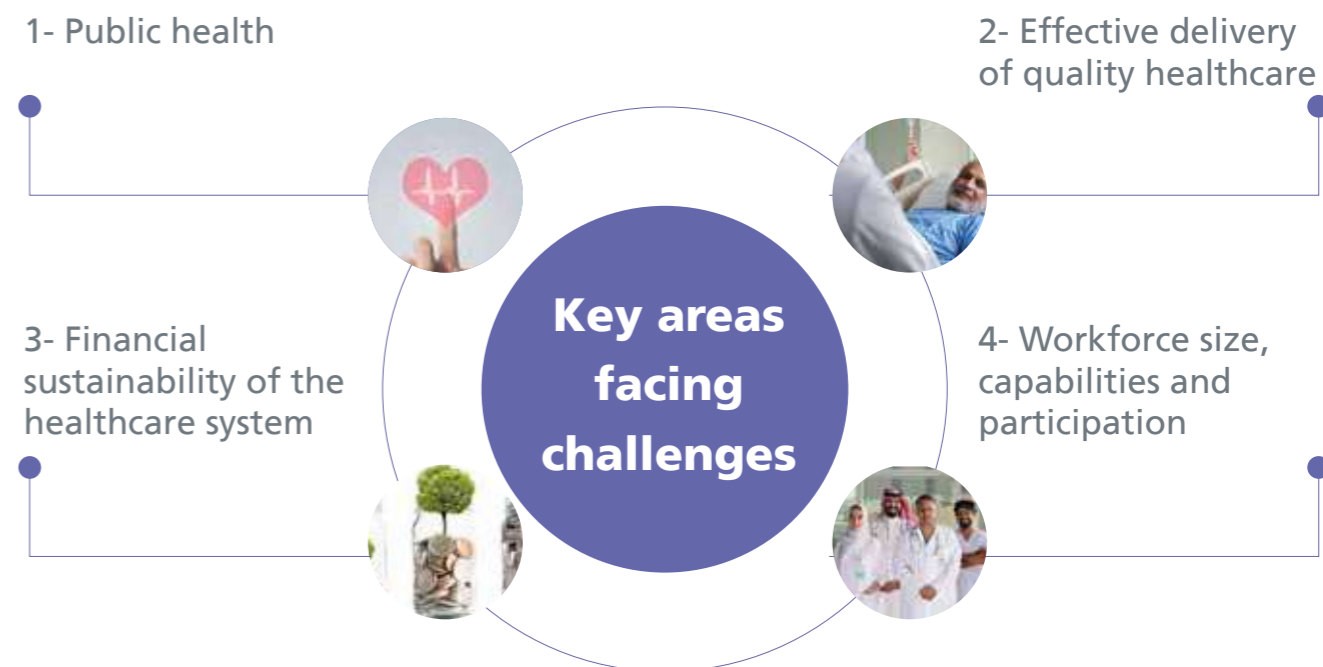 1- Public health
2- Effective delivery
of quality healthcare
Key areas
facing
challenges
3- Financial
sustainability of the
healthcare system
4- Workforce size,
capabilities and
participation